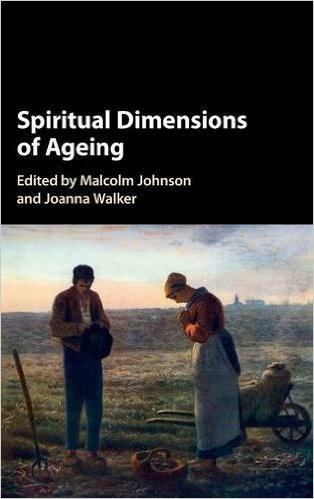 Spiritual Dimensions
of Ageing
Edited by Malcolm Johnson
and Joanna Walker